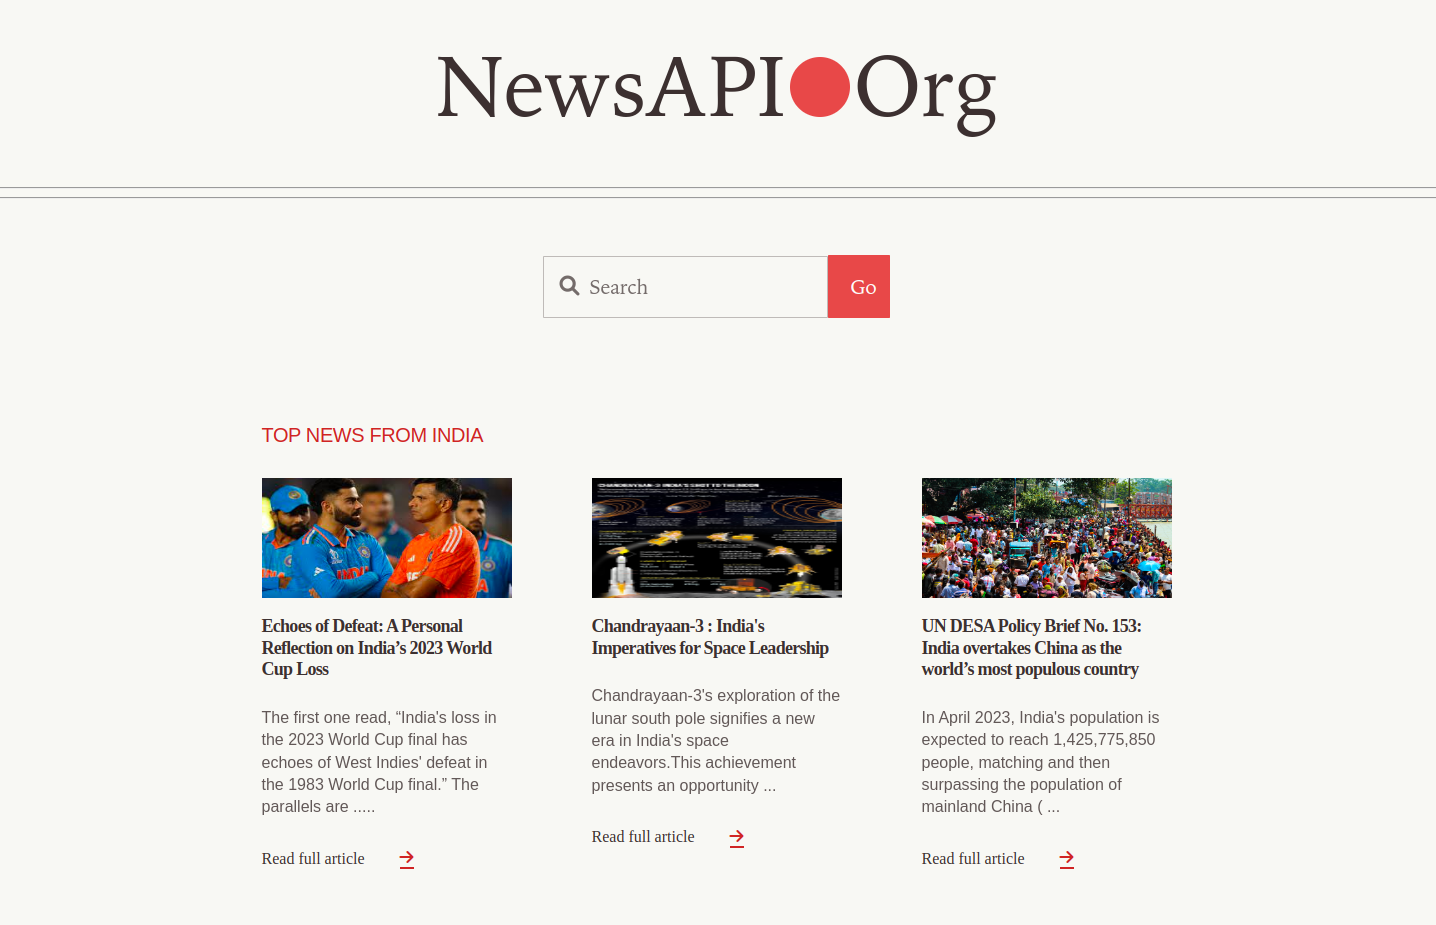 NewsAPI Org
Search
Go
TOP NEWS FROM INDIA
CHANDRAYAAN-3: INDIA'S SHOT TO THE MOON
Echoes of Defeat: A Personal
Reflection on India’s 2023 World
Cup Loss
The first one read, “India's loss in
the 2023 World Cup final has
echoes of West Indies' defeat in
the 1983 World Cup final.” The
parallels are .....
Read full article
Chandrayaan-3 : India's
Imperatives for Space Leadership
Chandrayaan-3's exploration of the
lunar south pole signifies a new
era in India's space
endeavors.This achievement
presents an opportunity ...
Read full article
UN DESA Policy Brief No. 153:
India overtakes China as the
world’s most populous country
In April 2023, India's population is
expected to reach 1,425,775,850
people, matching and then
surpassing the population of
mainland China ( ...
Read full article